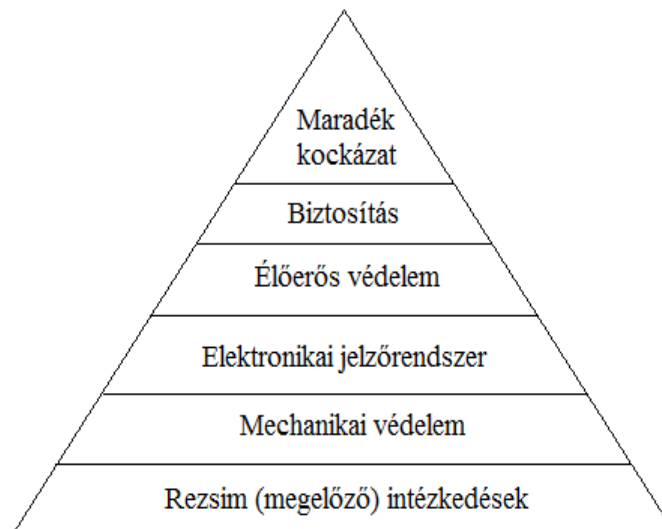 Maradék
kockázat
Biztosítás
Élőerős védelem
Elektronikai jelzőrendszer
Mechanikai védelem
Rezsim (megelőző) intézkedések